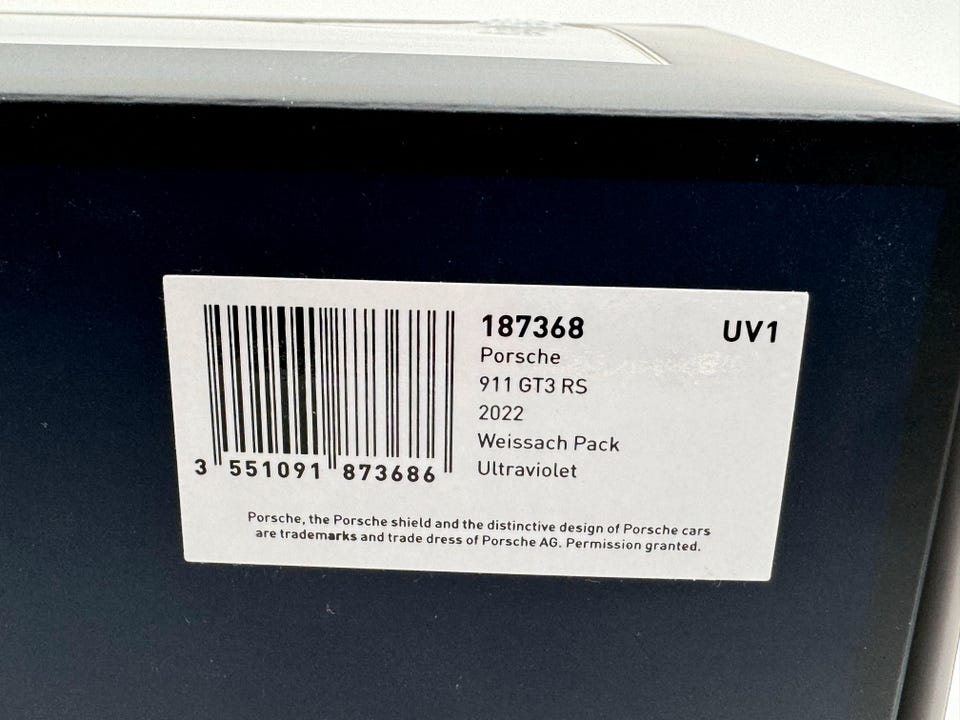 187368 UV1
Porsche
911 GT3 RS
2022
Weissach Pack
Ultraviolet
3 551091 873686
Porsche, the Porsche shield and the distinctive design of Porsche cars
are trademarks and trade dress of Porsche AG. Permission granted.